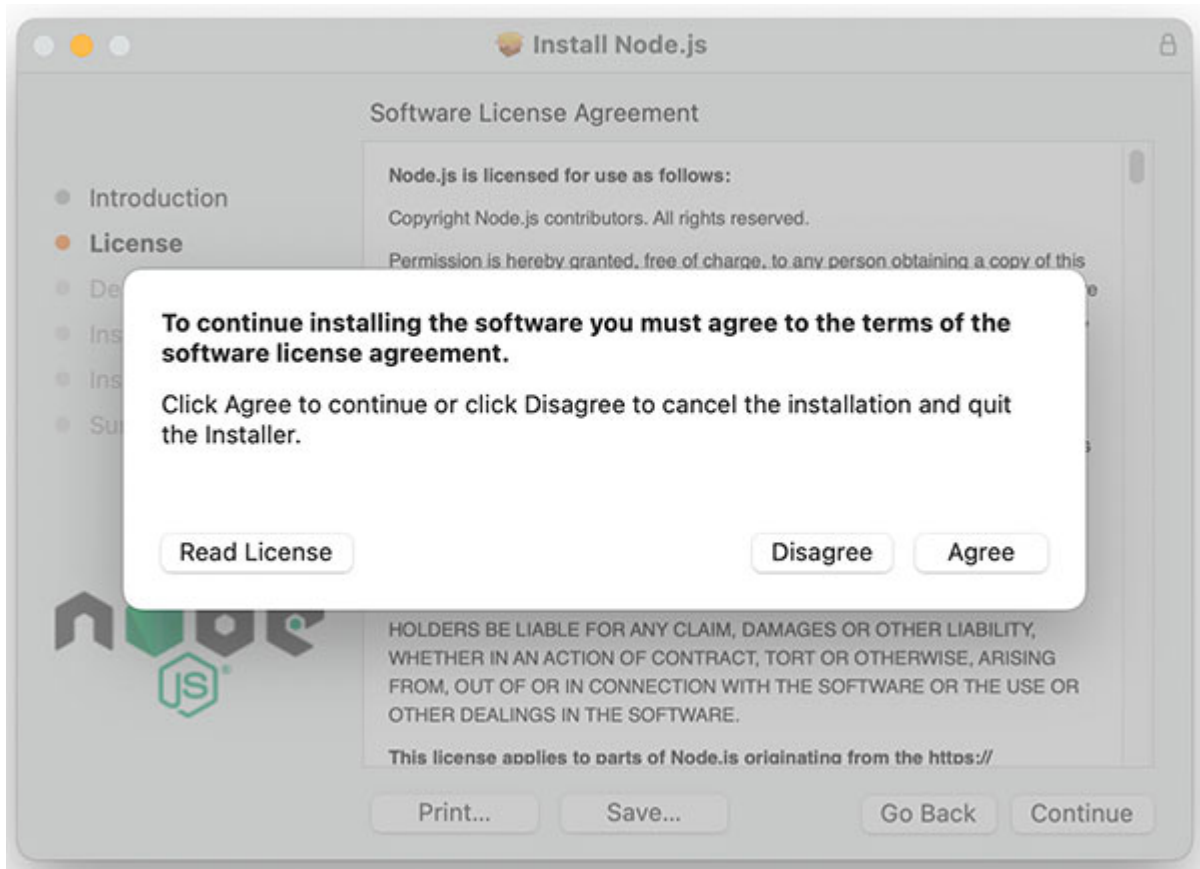 Install Node.js
Software License Agreement
Introduction
License
De
Ins
Ins
Su
Node.js is licensed for use as follows:
Copyright Node.js contributors. All rights reserved.
Permission is hereby granted, free of charge, to any person obtaining a copy of this
To continue installing the software you must agree to the terms of the
software license agreement.
Click Agree to continue or click Disagree to cancel the installation and quit
the Installer.
Read License
Disagree
Agree
node
JS
HOLDERS BE LIABLE FOR ANY CLAIM, DAMAGES OR OTHER LIABILITY,
WHETHER IN AN ACTION OF CONTRACT, TORT OR OTHERWISE, ARISING
FROM, OUT OF OR IN CONNECTION WITH THE SOFTWARE OR THE USE OR
OTHER DEALINGS IN THE SOFTWARE.
This license applies to parts of Node.js originating from the https://
Print...
Save...
Go Back
Continue